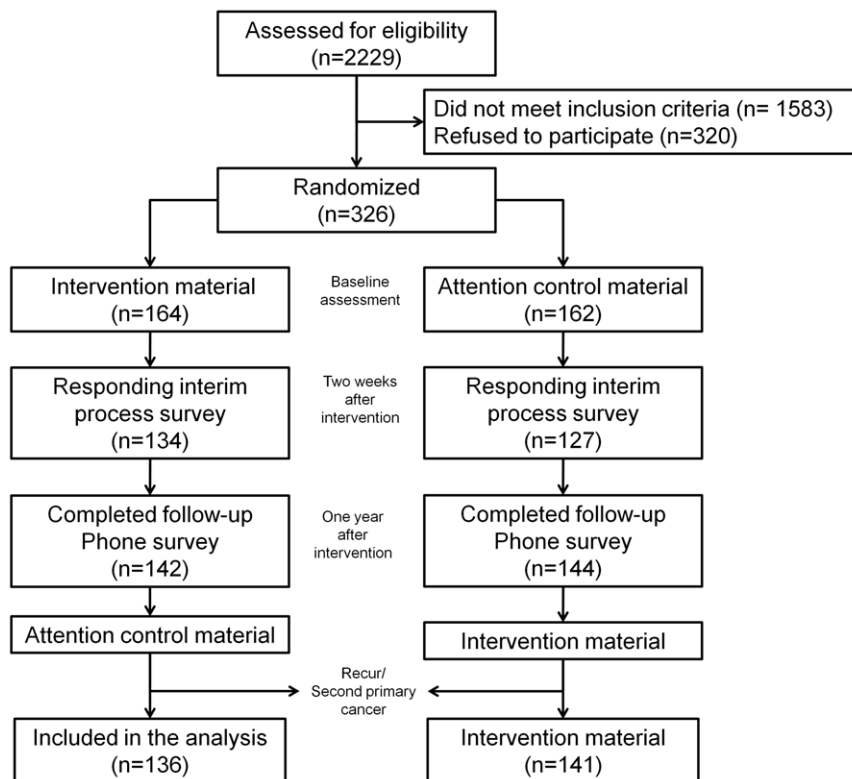 Assessed for eligibility
(n=2229)
Did not meet inclusion criteria (n= 1583)
Refused to participate (n=320)
Randomized
(n=326)
Intervention material
(n=164)
Baseline
assessment
Attention control material
(n=162)
Responding interim
process survey
(n=134)
Two weeks
after
intervention
Responding interim
process survey
(n=127)
Completed follow-up
Phone survey
(n=142)
One year
after
intervention
Completed follow-up
Phone survey
(n=144)
Attention control material
Intervention material
Recur/
Second primary
cancer
Included in the analysis
(n=136)
Intervention material
(n=141)